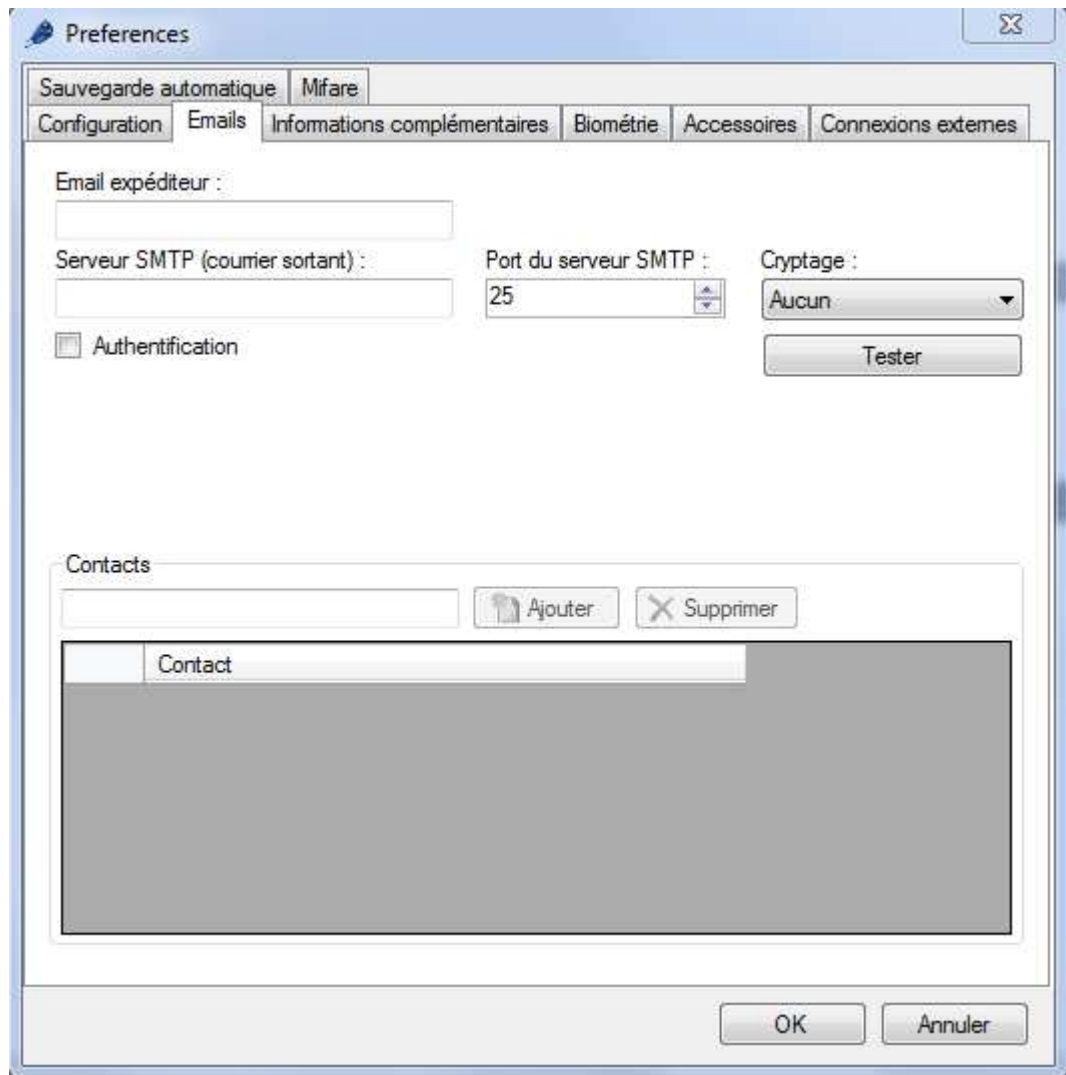 Preferences
Sauvegarde automatique Mifare
Configuration Emails Informations complémentaires Biométrie Accessoires Connexions externes
Email expéditeur :
Serveur SMTP (courrier sortant) : Port du serveur SMTP : Cryptage :
25 Aucun
Authentification Tester
Contacts
Ajouter Supprimer
Contact
OK Annuler